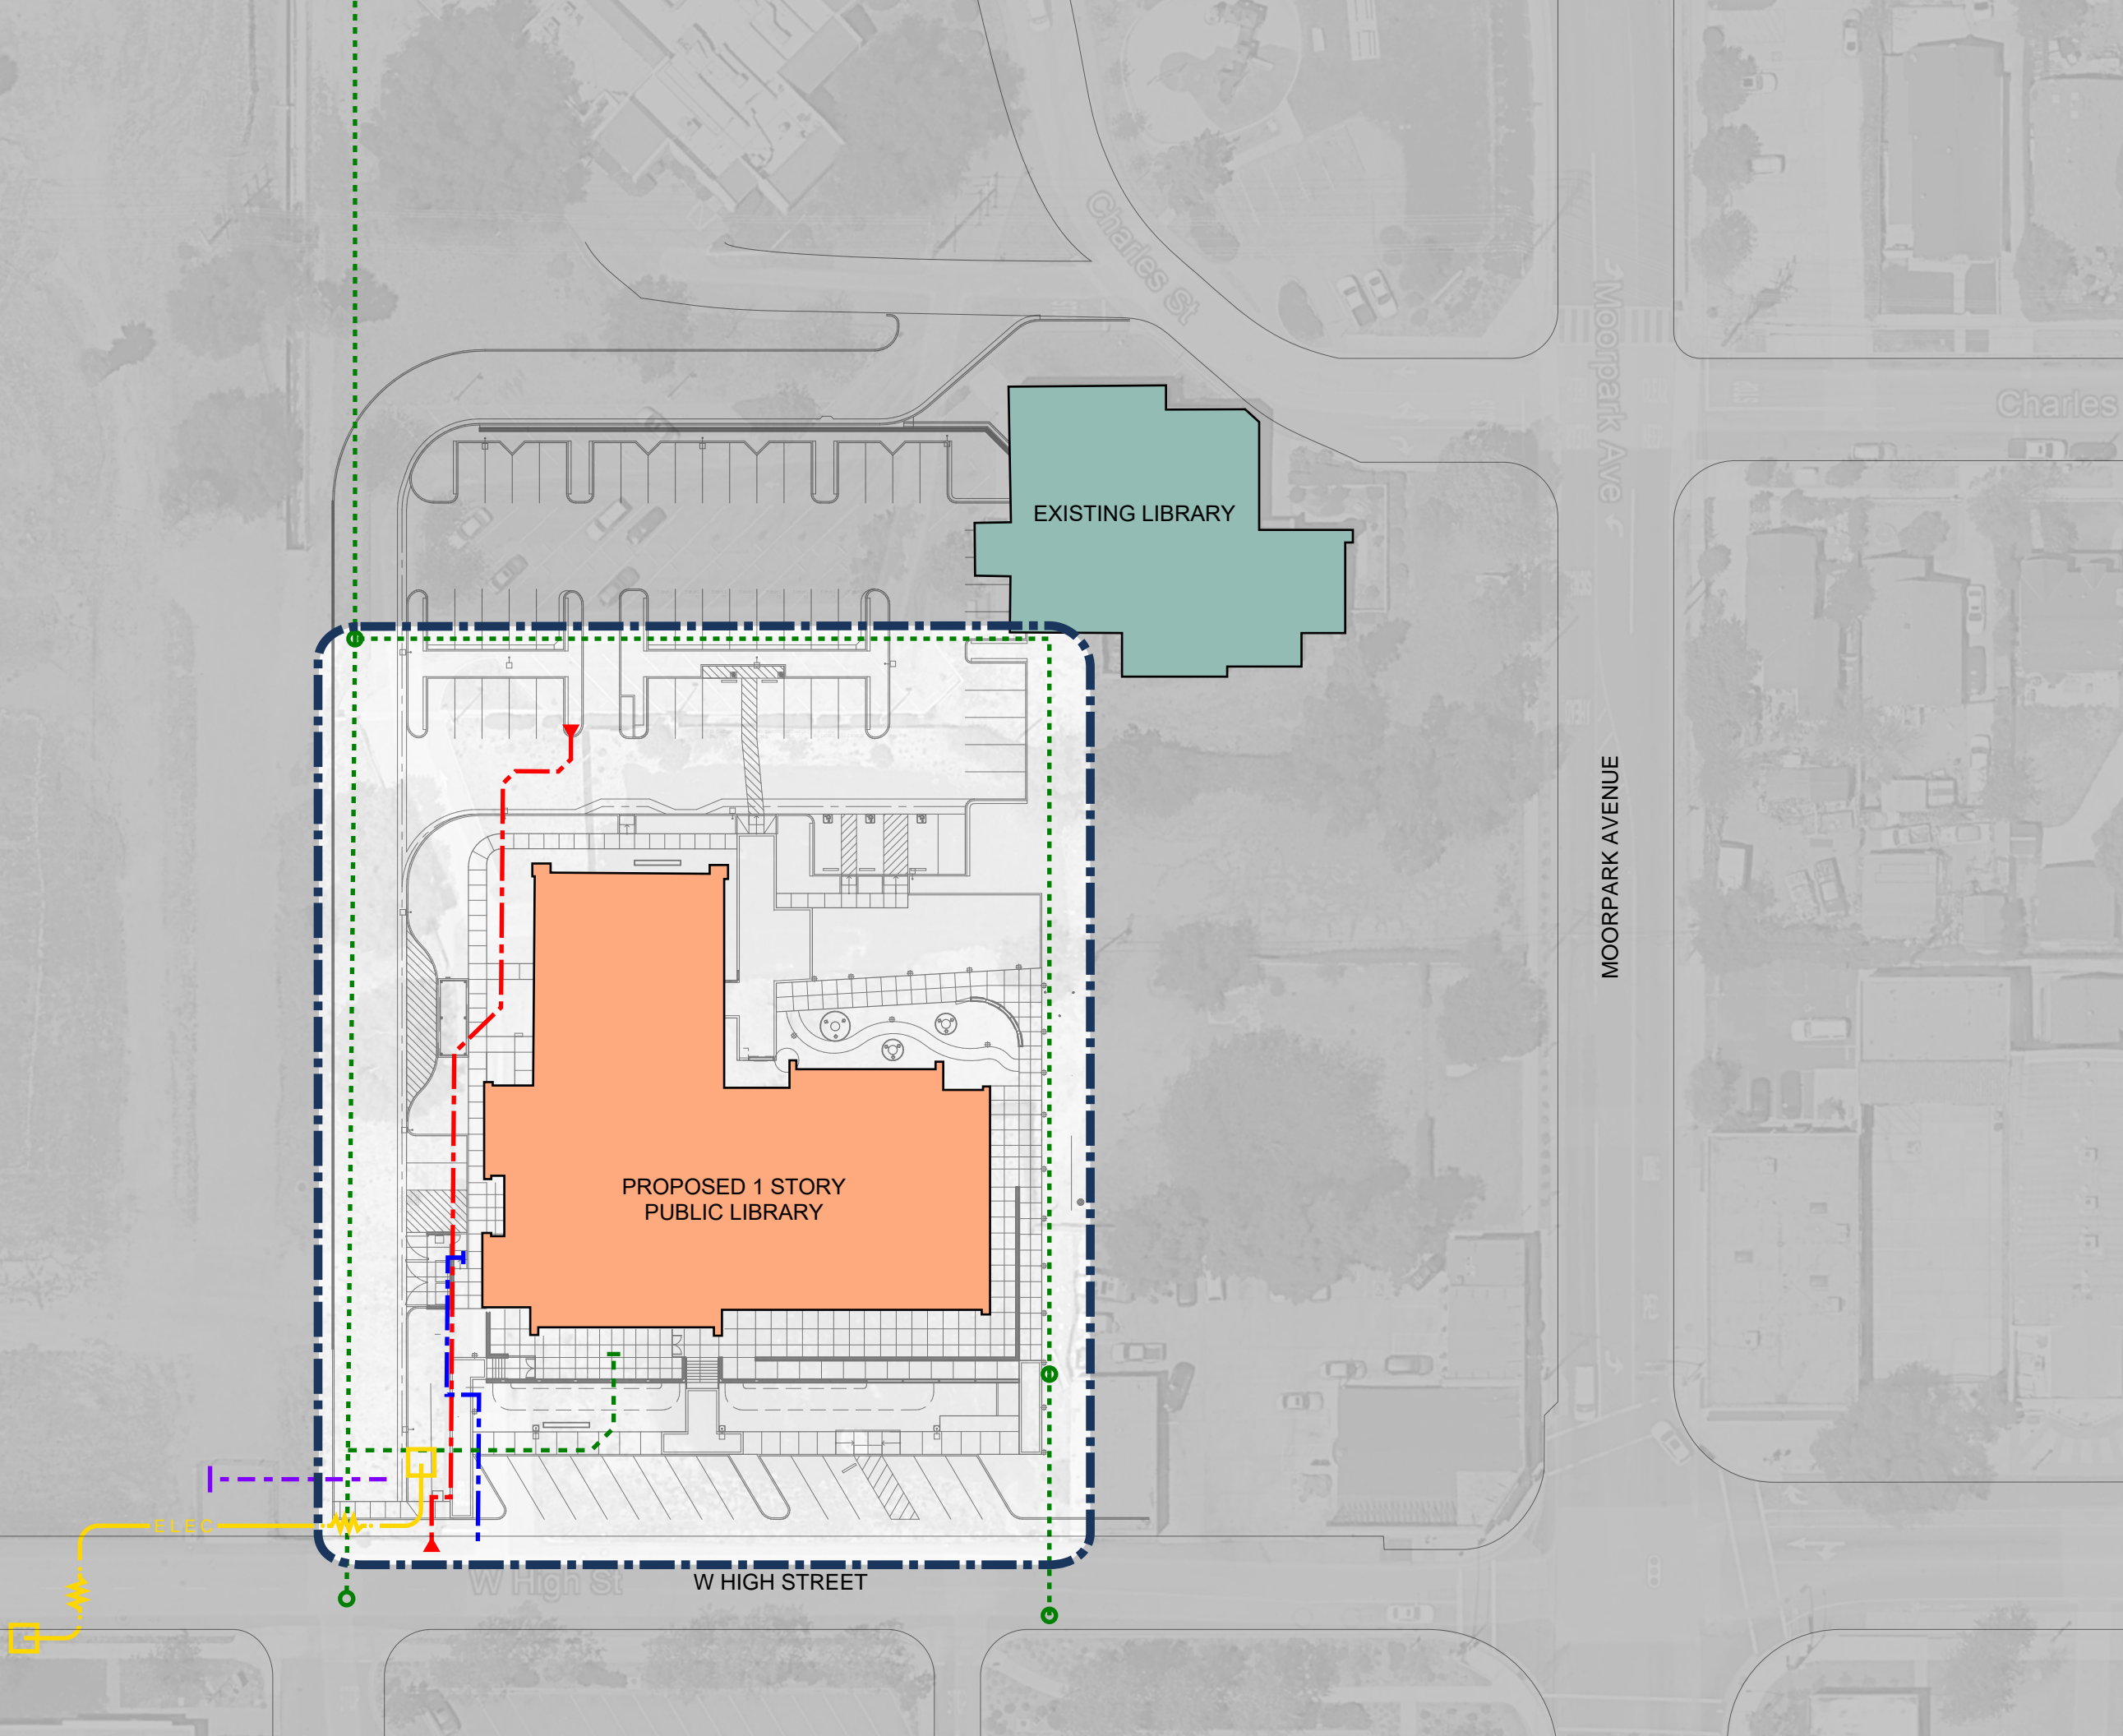 Charles St
Moorpark Ave
Charles
EXISTING LIBRARY
MOORPARK AVENUE
PROPOSED 1 STORY
PUBLIC LIBRARY
ELEC
W High St
W HIGH STREET